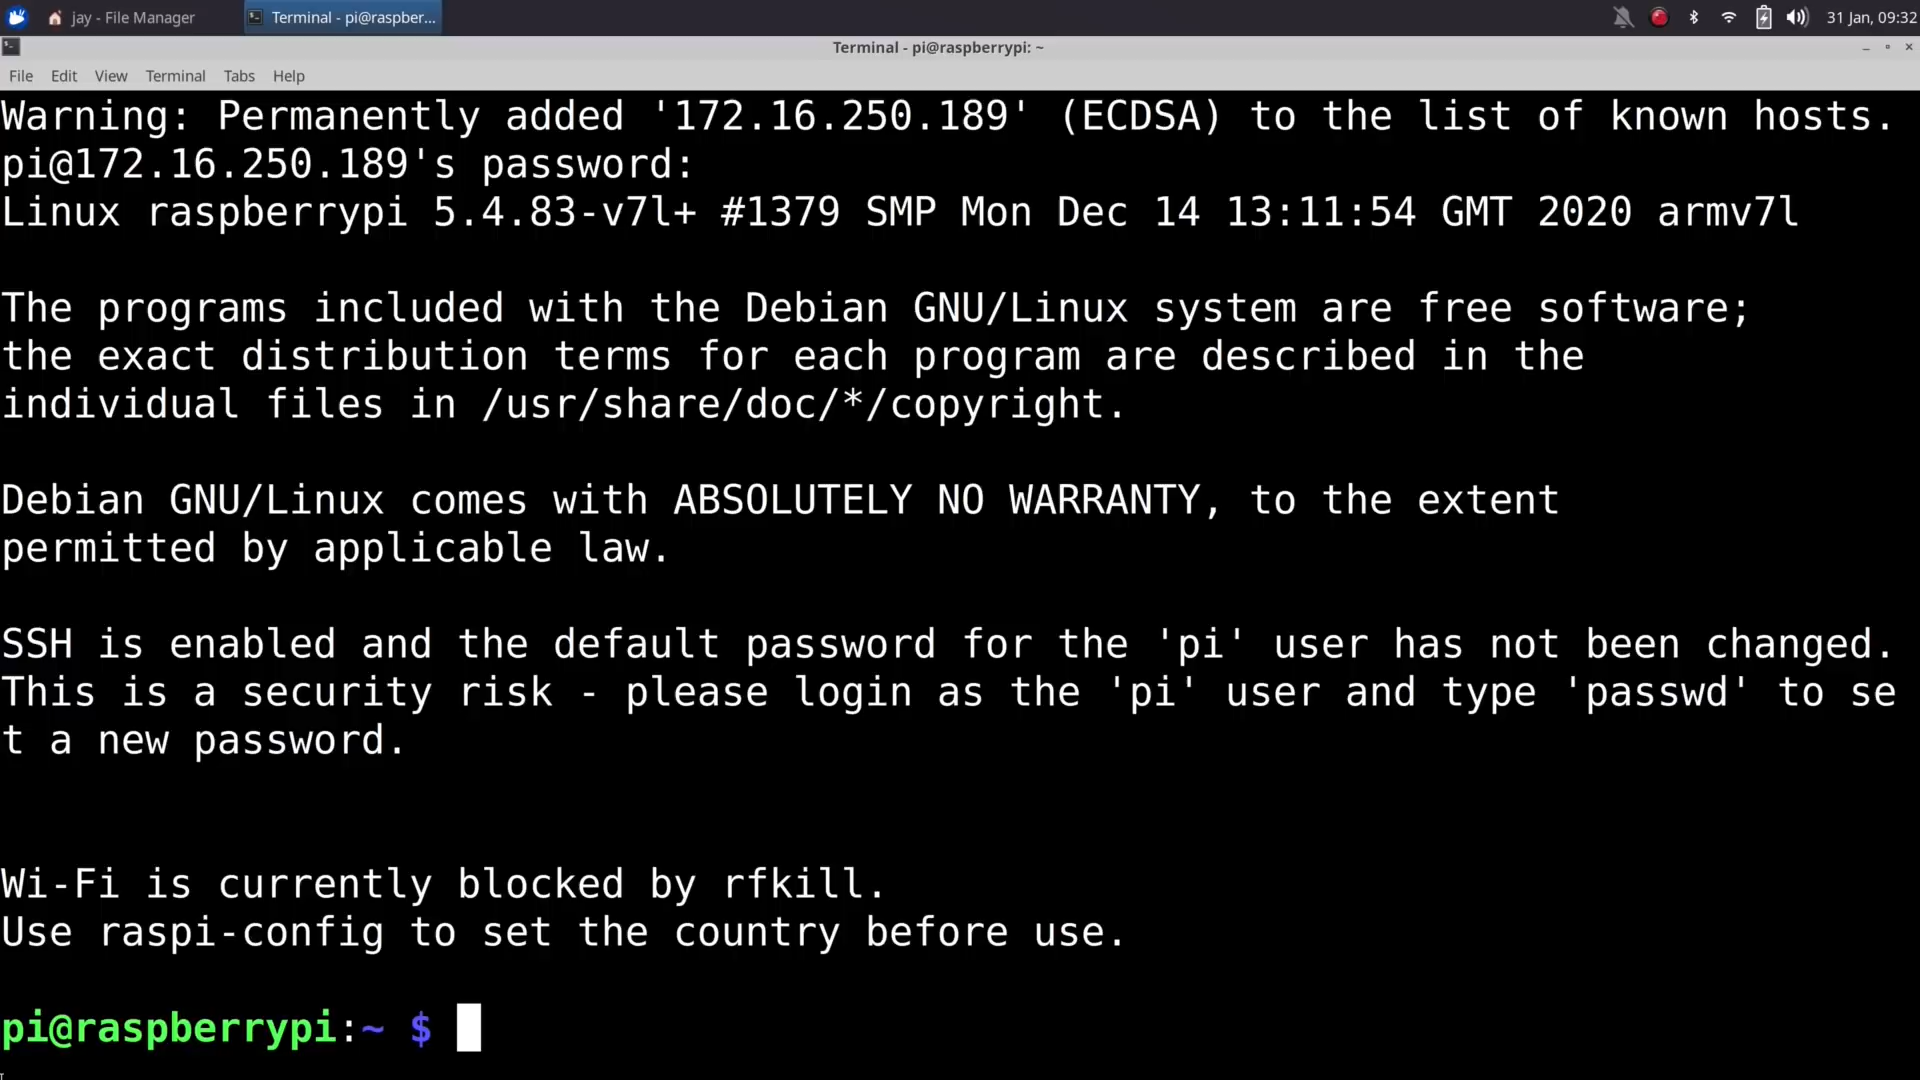 jay - File Manager
Terminal - pi@raspber...
31 Jan, 09:32
Terminal - pi@raspberrypi: ~
File Edit View Terminal Tabs Help
Warning: Permanently added '172.16.250.189' (ECDSA) to the list of known hosts.
pi@172.16.250.189's password:
Linux raspberrypi 5.4.83-v7l+ #1379 SMP Mon Dec 14 13:11:54 GMT 2020 armv7l
The programs included with the Debian GNU/Linux system are free software;
the exact distribution terms for each program are described in the
individual files in /usr/share/doc/*/copyright.
Debian GNU/Linux comes with ABSOLUTELY NO WARRANTY, to the extent
permitted by applicable law.
SSH is enabled and the default password for the 'pi' user has not been changed.
This is a security risk - please login as the 'pi' user and type 'passwd' to se
t a new password.
Wi-Fi is currently blocked by rfkill.
Use raspi-config to set the country before use.
pi@raspberrypi:~ $